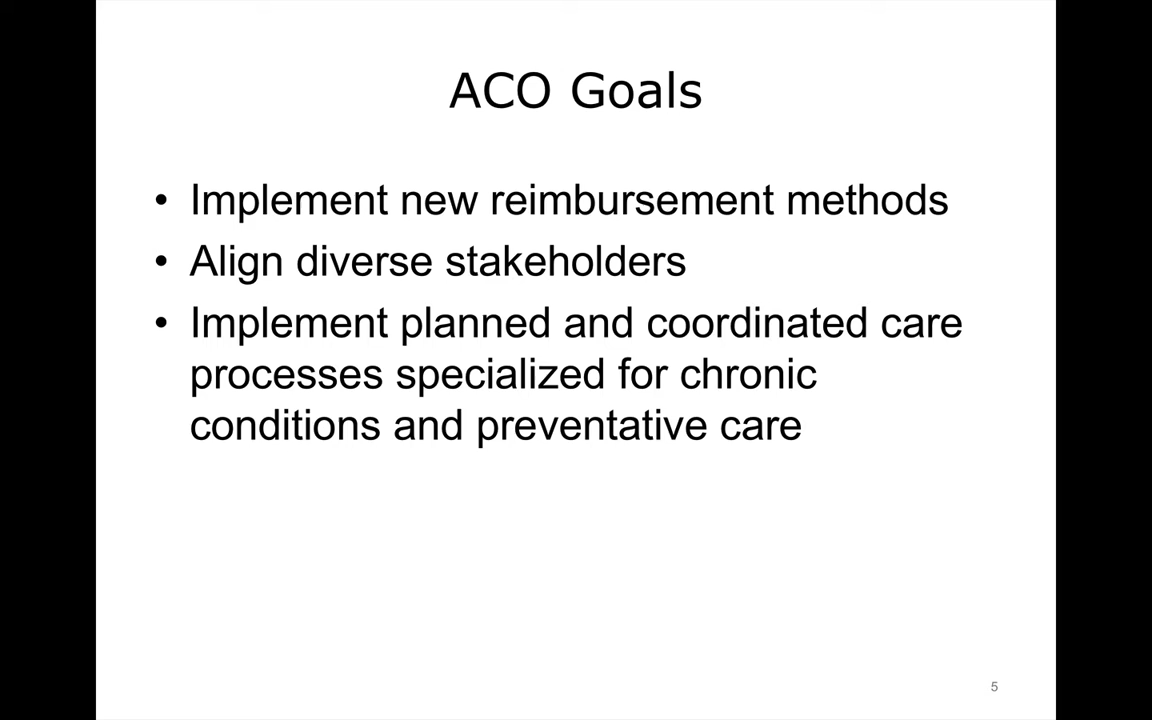 ACO Goals
• Implement new reimbursement methods
• Align diverse stakeholders
• Implement planned and coordinated care
processes specialized for chronic
conditions and preventative care
5